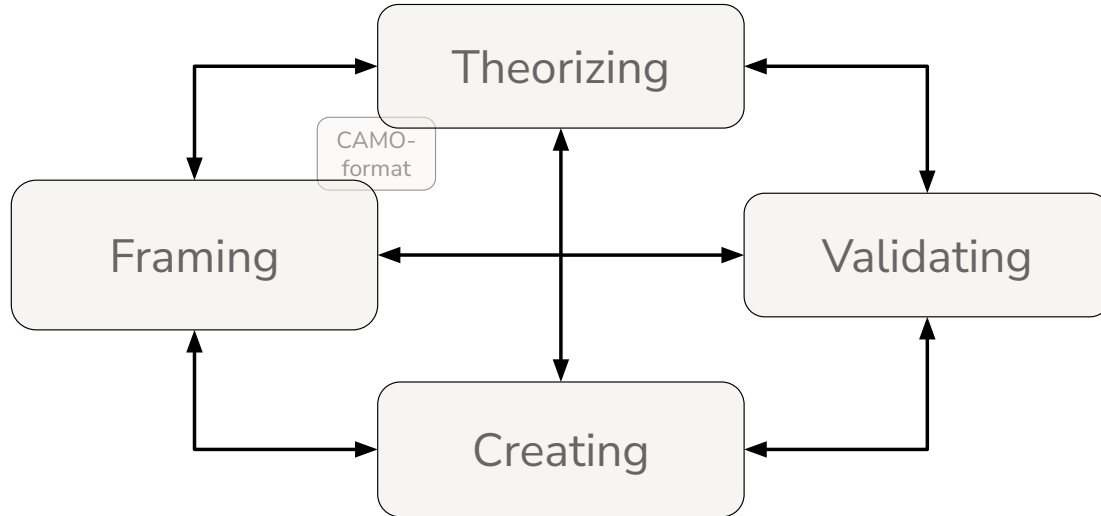 Theorizing
CAMO-
format
Framing
Validating
Creating